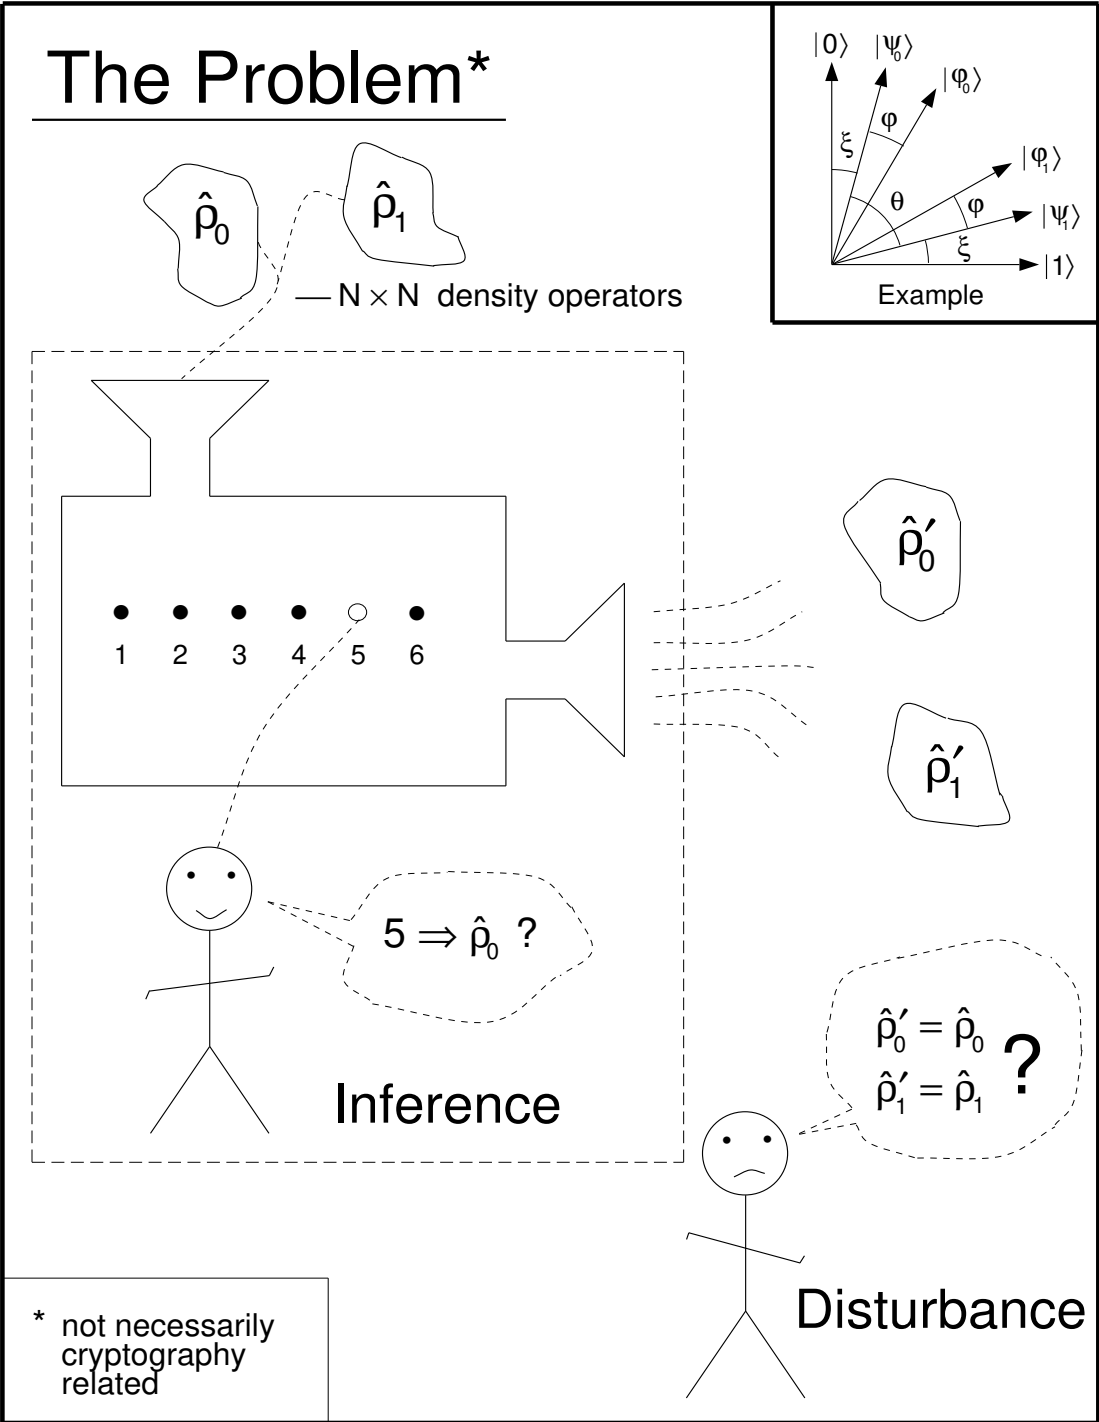 The Problem*
|0⟩ |ψ₀⟩ |φ₀⟩
φ
ξ
|φ₁⟩
θ
φ
|ψ₁⟩
ξ
|1⟩
Example
ρ̂₀
ρ̂₁
— N × N density operators
ρ̂₀′
1 2 3 4 5 6
ρ̂₁′
5 ⇒ ρ̂₀ ?
ρ̂₀′ = ρ̂₀
ρ̂₁′ = ρ̂₁
?
Inference
Disturbance
* not necessarily
cryptography
related